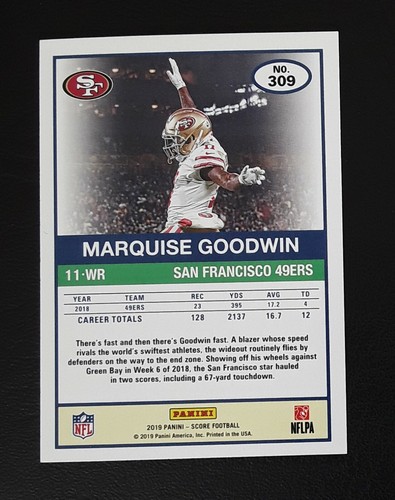 SF
NO.
309
11
MARQUISE GOODWIN
11-WR SAN FRANCISCO 49ERS
YEAR TEAM REC YDS AVG TD
2018 49ERS 23 395 17.2 4
CAREER TOTALS 128 2137 16.7 12
There's fast and then there's Goodwin fast. A blazer whose speed
rivals the world's swiftest athletes, the wideout routinely flies by
defenders on the way to the end zone. Showing off his wheels against
Green Bay in Week 6 of 2018, the San Francisco star hauled
in two scores, including a 67-yard touchdown.
NFL
PANINI
NFLPA
2019 PANINI – SCORE FOOTBALL
© 2019 Panini America, Inc. Printed in the USA.